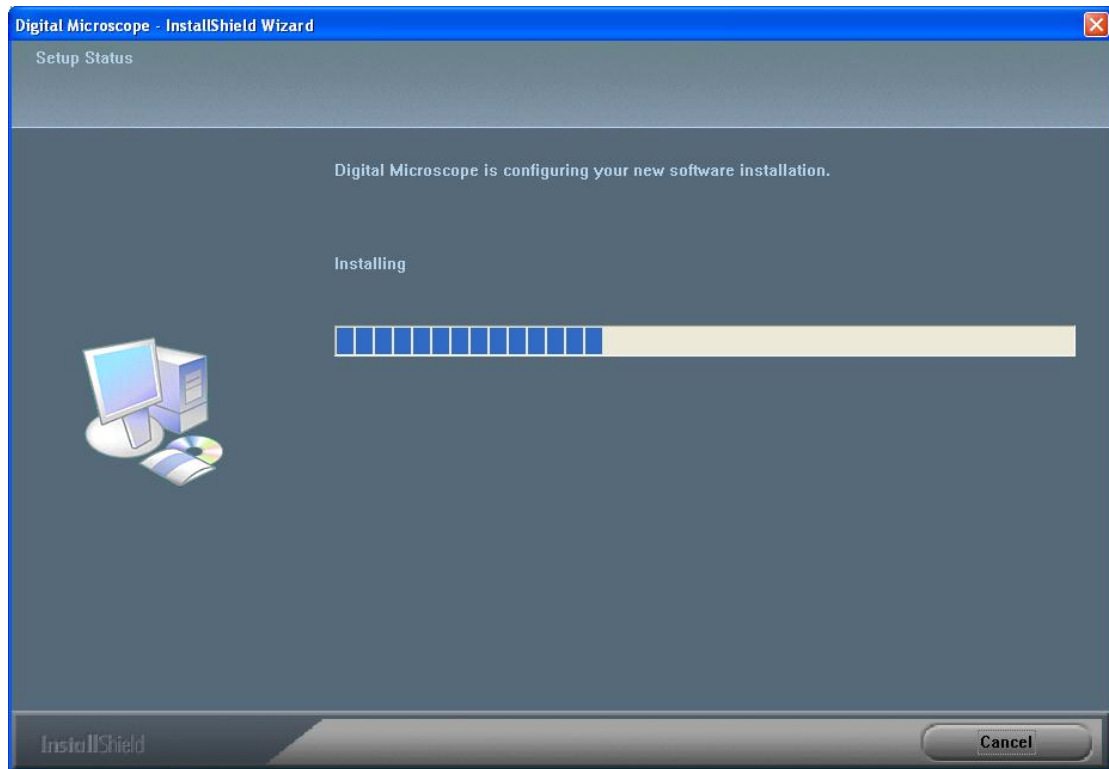 Digital Microscope - InstallShield Wizard
Setup Status
Digital Microscope is configuring your new software installation.
Installing
InstallShield
Cancel